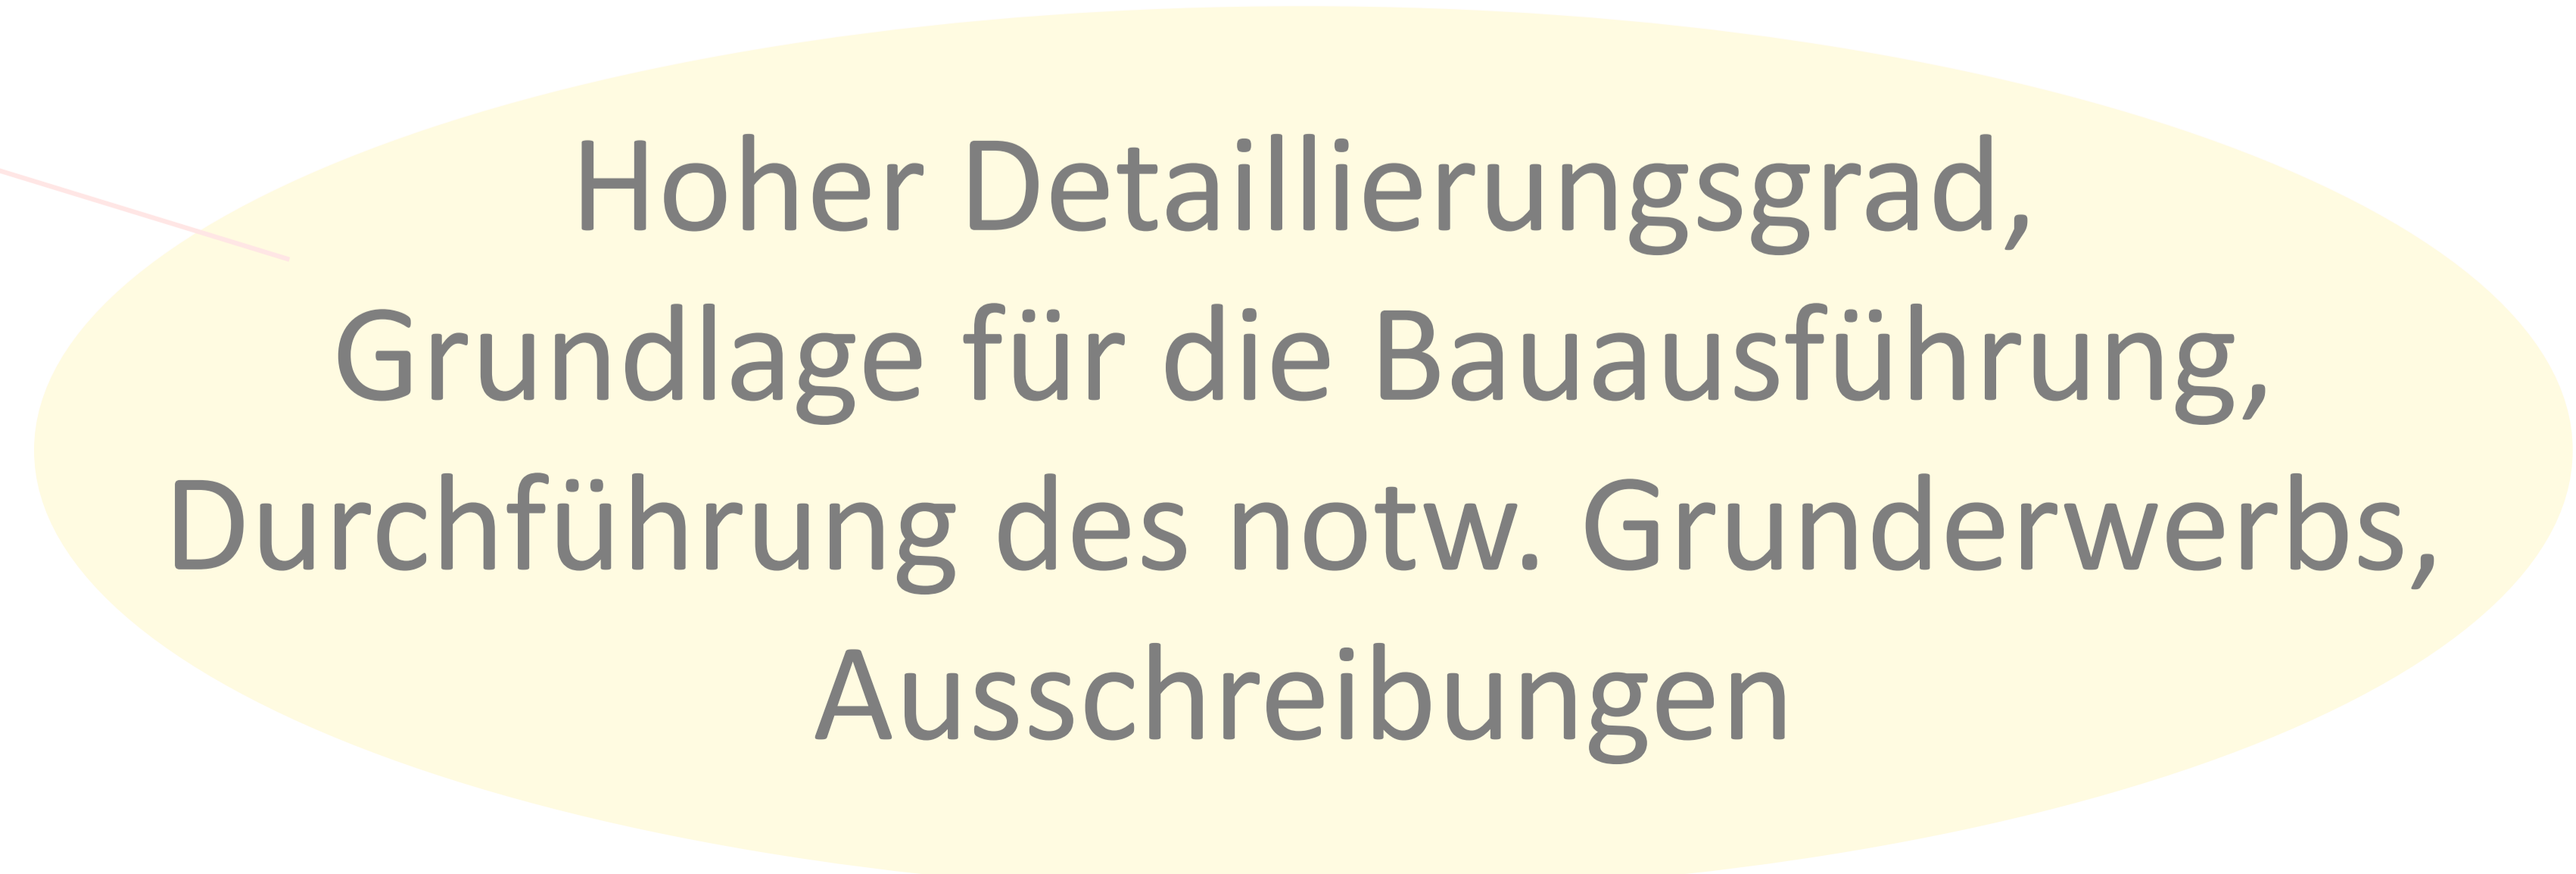 Hoher Detaillierungsgrad,
Grundlage für die Bauausführung,
Durchführung des notw. Grunderwerbs,
Ausschreibungen